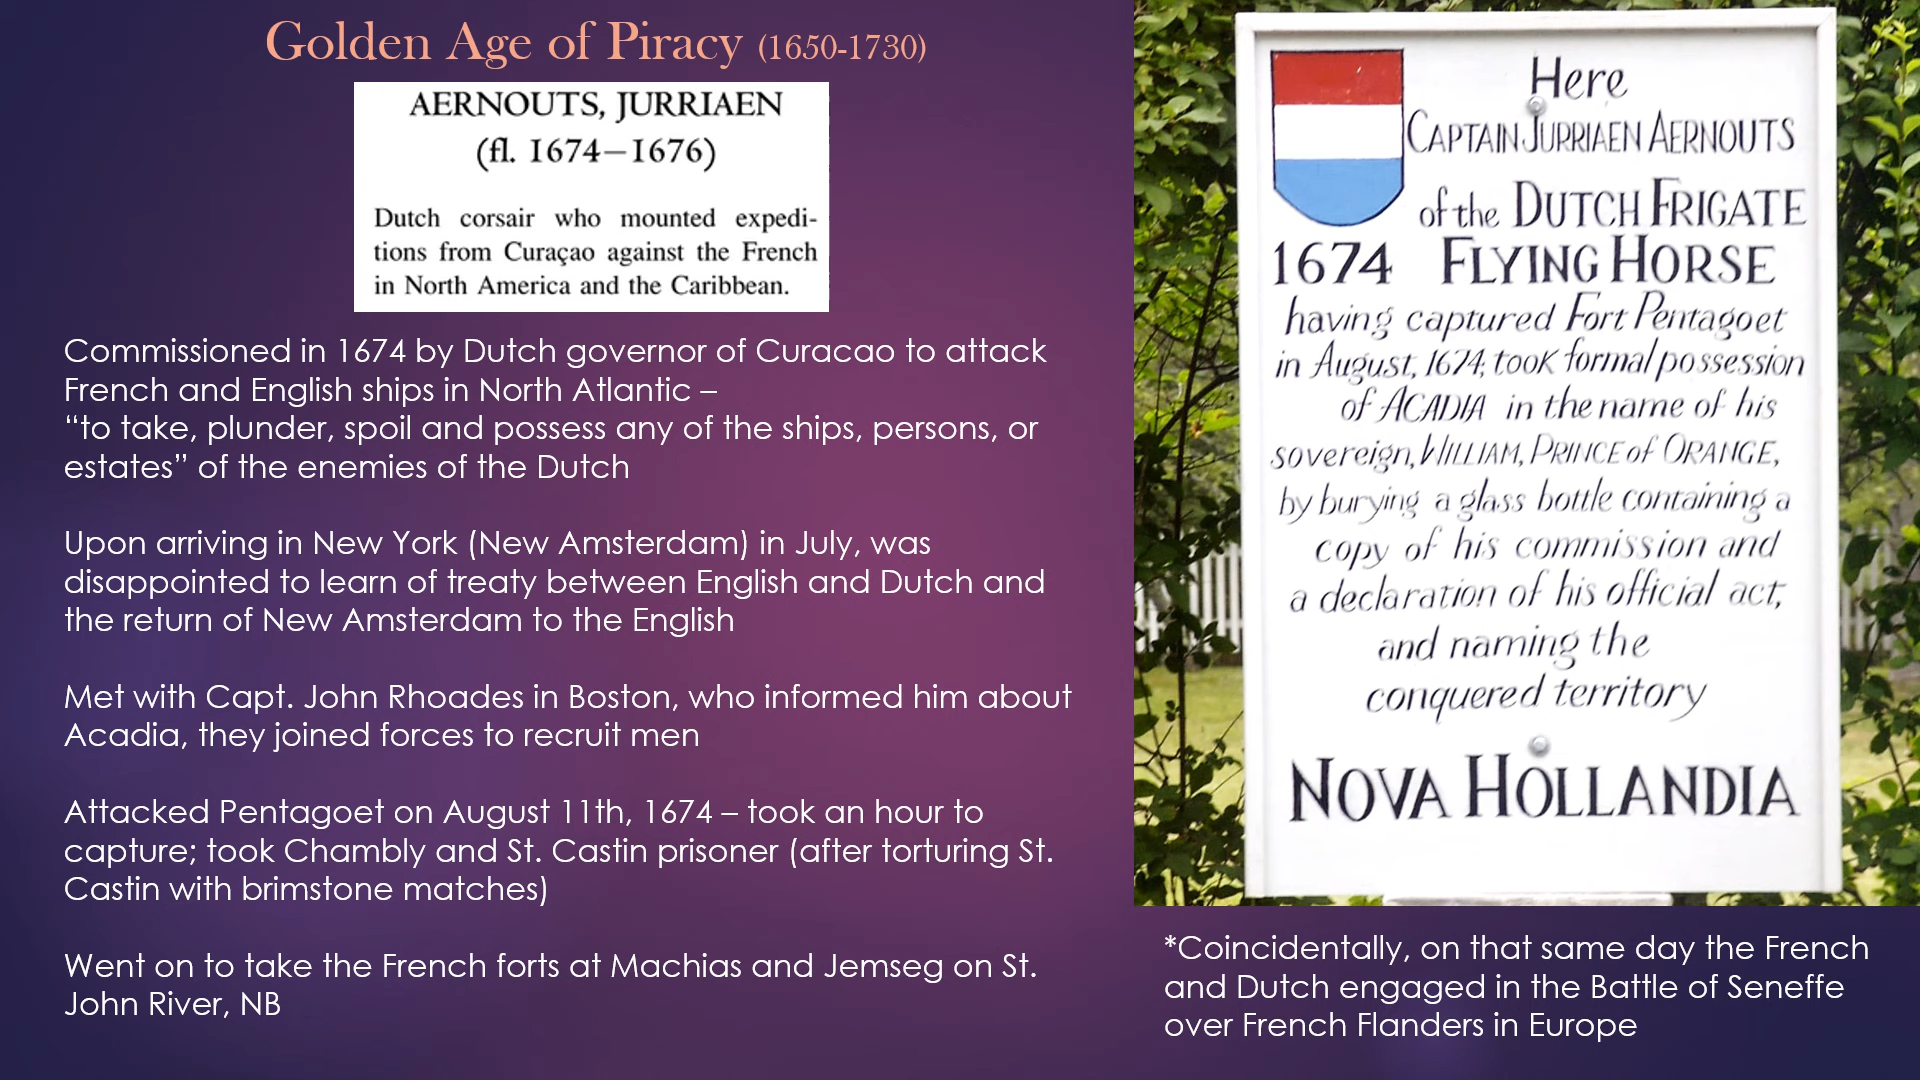 Golden Age of Piracy (1650-1730)
AERNOUTS, JURRIAEN
(fl. 1674–1676)
Dutch corsair who mounted expedi-
tions from Curaçao against the French
in North America and the Caribbean.
Commissioned in 1674 by Dutch governor of Curacao to attack
French and English ships in North Atlantic –
“to take, plunder, spoil and possess any of the ships, persons, or
estates” of the enemies of the Dutch
Upon arriving in New York (New Amsterdam) in July, was
disappointed to learn of treaty between English and Dutch and
the return of New Amsterdam to the English
Met with Capt. John Rhoades in Boston, who informed him about
Acadia, they joined forces to recruit men
Attacked Pentagoet on August 11th, 1674 – took an hour to
capture; took Chambly and St. Castin prisoner (after torturing St.
Castin with brimstone matches)
Went on to take the French forts at Machias and Jemseg on St.
John River, NB
Here
CAPTAIN JURRIAEN AERNOUTS
of the DUTCH FRIGATE
1674 FLYING HORSE
having captured Fort Pentagoet
in August, 1674, took formal possession
of ACADIA in the name of his
sovereign, WILLIAM, PRINCE of ORANGE,
by burying a glass bottle containing a
copy of his commission and
a declaration of his official act,
and naming the
conquered territory
NOVA HOLLANDIA
*Coincidentally, on that same day the French
and Dutch engaged in the Battle of Seneffe
over French Flanders in Europe